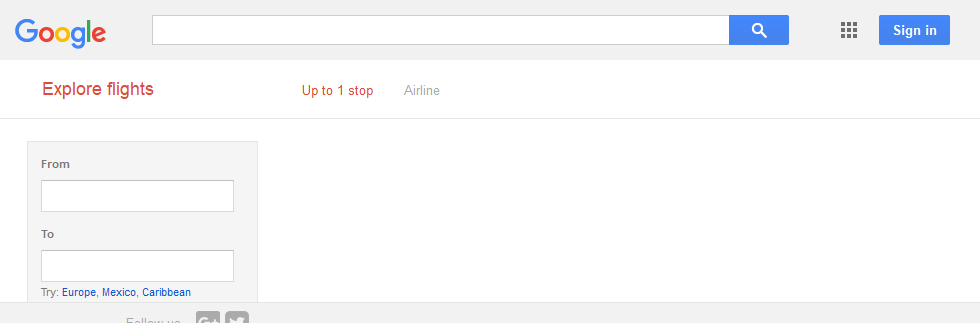 Google
Sign in
Explore flights
Up to 1 stop
Airline
From
To
Try: Europe, Mexico, Caribbean
Follow us
G+